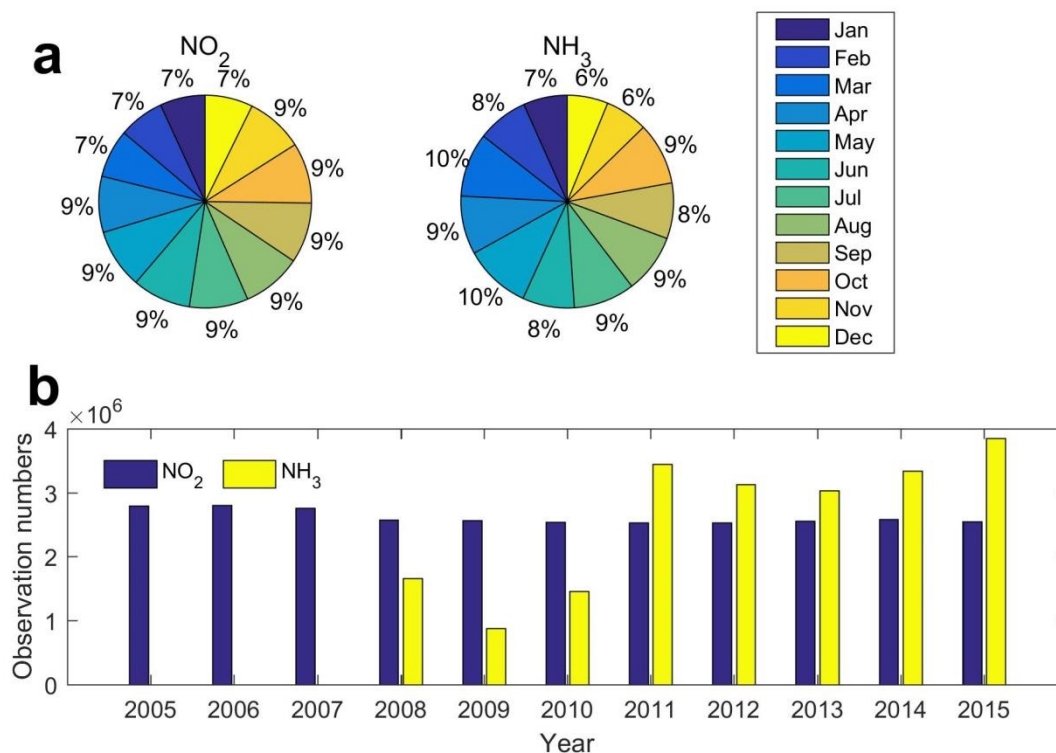 a
NO2
7% 7%
7% 9%
7% 9%
9% 9%
9% 9%
9% 9%
NH3
7% 6%
8% 6%
10% 9%
9% 8%
10% 9%
8% 9%
Jan
Feb
Mar
Apr
May
Jun
Jul
Aug
Sep
Oct
Nov
Dec
b
×10^6
4
3
2
1
0
Observation numbers
NO2 NH3
2005 2006 2007 2008 2009 2010 2011 2012 2013 2014 2015
Year